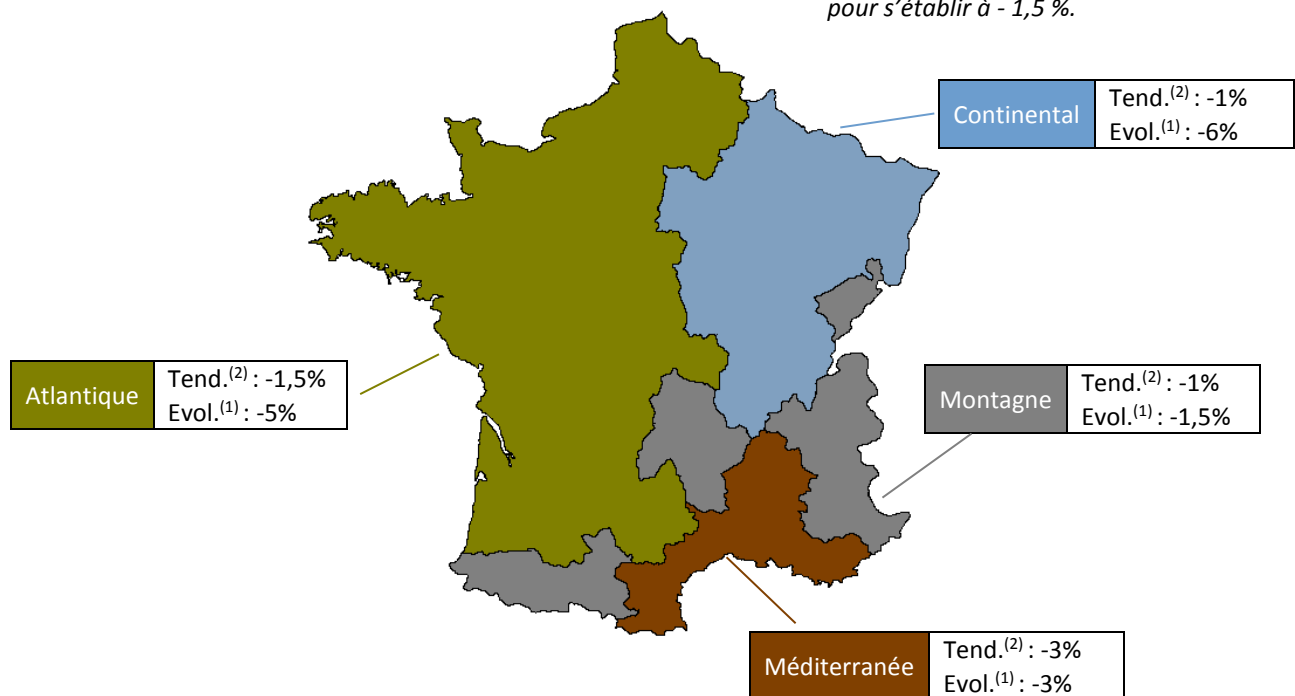 pour s'établir à - 1,5 %.
Continental
Tend.(2) : -1%
Evol.(1) : -6%
Atlantique
Tend.(2) : -1,5%
Evol.(1) : -5%
Montagne
Tend.(2) : -1%
Evol.(1) : -1,5%
Méditerranée
Tend.(2) : -3%
Evol.(1) : -3%